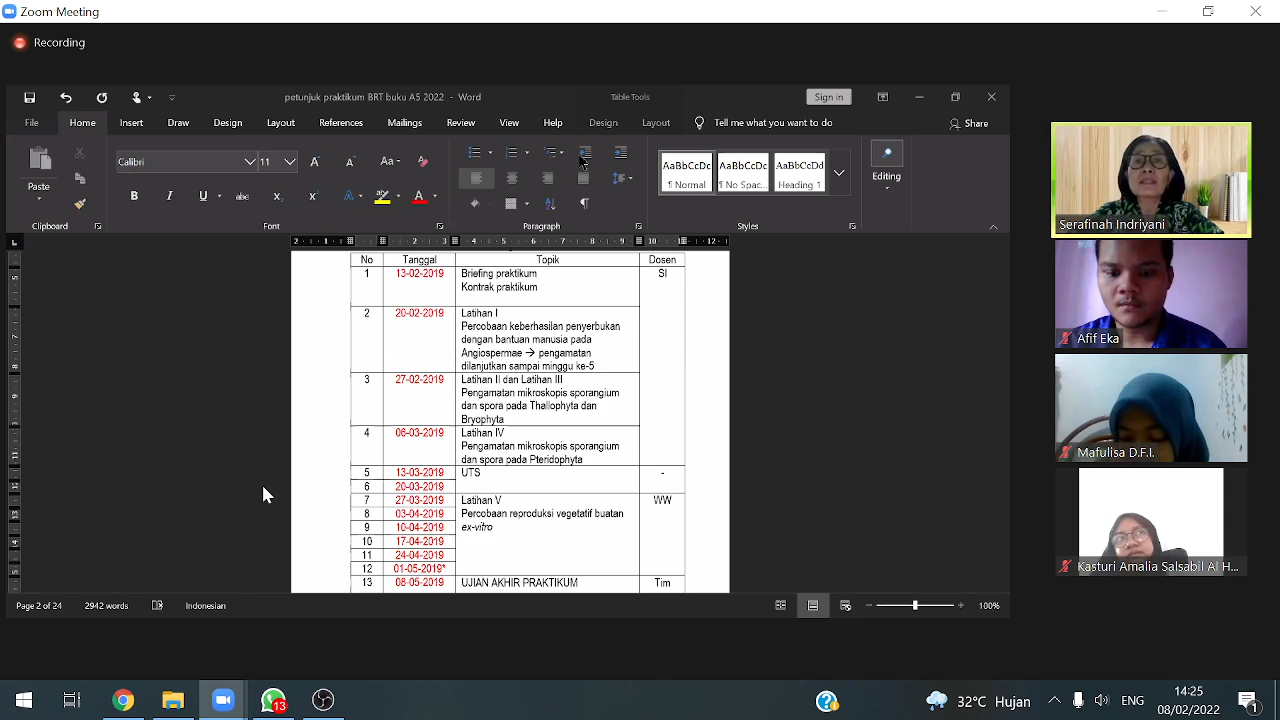 Zoom Meeting
Recording
petunjuk praktikum BRT buku A5 2022 - Word
Table Tools
Sign in
File Home Insert Draw Design Layout References Mailings Review View Help Design Layout Tell me what you want to do Share
Paste
Calibri 11
Aa
AaBbCcDc AaBbCcDc AaBbCcDd
¶ Normal ¶ No Spac... Heading 1
Editing
Clipboard Font Paragraph Styles
No Tanggal Topik Dosen
1 13-02-2019 Briefing praktikum SI
Kontrak praktikum
2 20-02-2019 Latihan I
Percobaan keberhasilan penyerbukan
dengan bantuan manusia pada
Angiospermae → pengamatan
dilanjutkan sampai minggu ke-5
3 27-02-2019 Latihan II dan Latihan III
Pengamatan mikroskopis sporangium
dan spora pada Thallophyta dan
Bryophyta
4 06-03-2019 Latihan IV
Pengamatan mikroskopis sporangium
dan spora pada Pteridophyta
5 13-03-2019 UTS -
6 20-03-2019
7 27-03-2019 Latihan V WW
8 03-04-2019 Percobaan reproduksi vegetatif buatan
9 10-04-2019 ex-vitro
10 17-04-2019
11 24-04-2019
12 01-05-2019*
13 08-05-2019 UJIAN AKHIR PRAKTIKUM Tim
Page 2 of 24 2942 words Indonesian 100%
Serafinah Indriyani
Afif Eka
Mafulisa D.F.I.
Kasturi Amalia Salsabil Al H...
13
32°C Hujan
ENG
14:25
08/02/2022
1